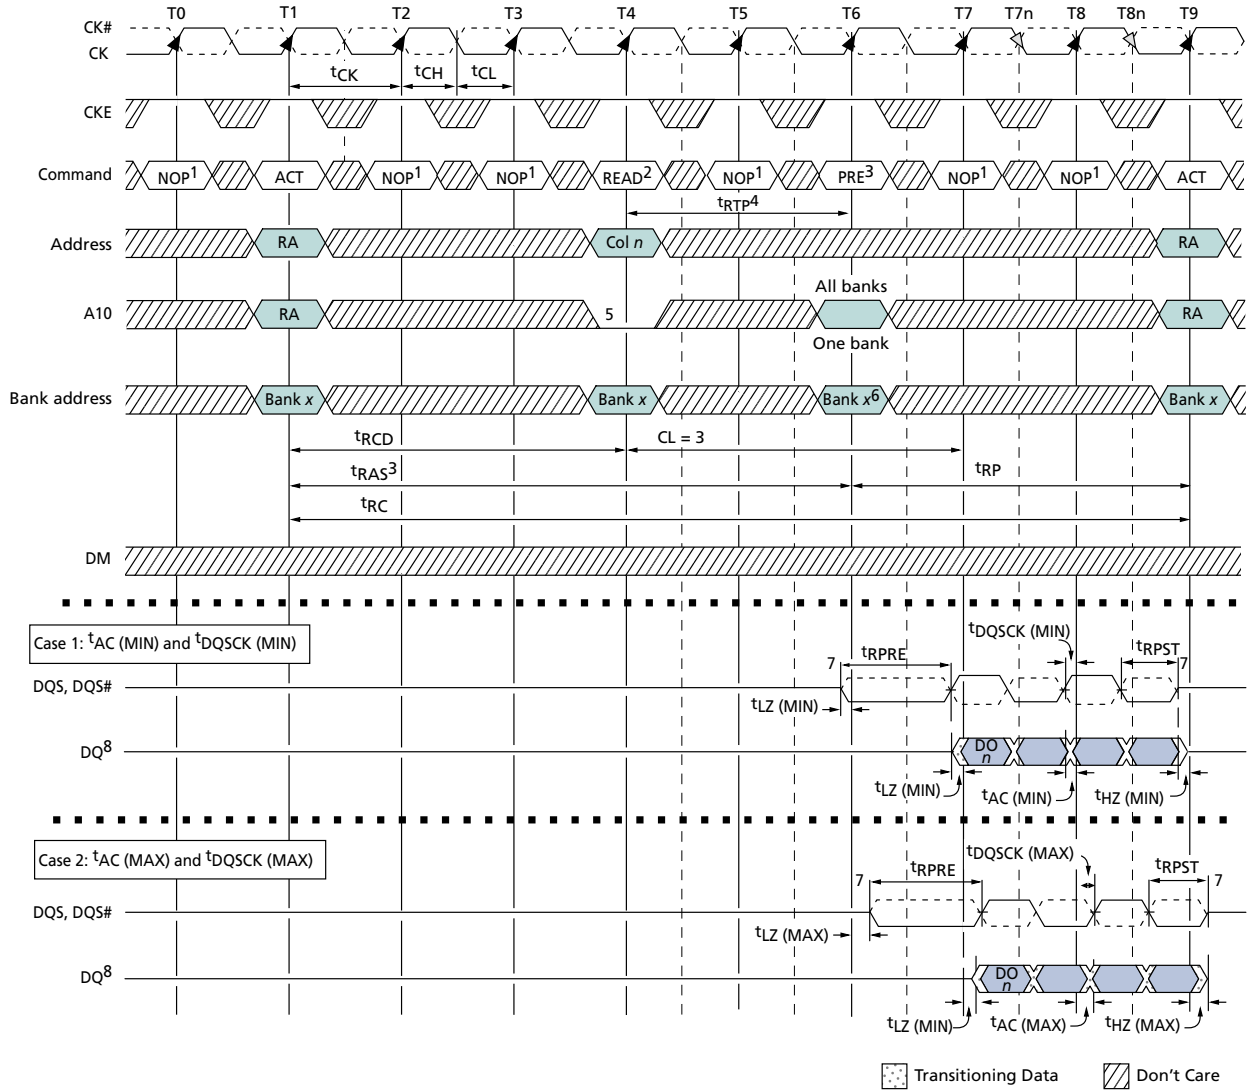 T0 T1 T2 T3 T4 T5 T6 T7 T7n T8 T8n T9
CK#
CK
tCK tCH tCL
CKE
Command NOP1 ACT NOP1 NOP1 READ2 NOP1 PRE3 NOP1 NOP1 ACT
tRTP4
Address RA Col n RA
All banks
A10 RA 5 RA
One bank
Bank address Bank x Bank x Bank x6 Bank x
tRCD CL = 3
tRAS3 tRP
tRC
DM
Case 1: tAC (MIN) and tDQSCK (MIN)
tDQSCK (MIN)
7 tRPRE tRPST 7
DQS, DQS#
tLZ (MIN)
DQ8 DO n
tLZ (MIN) tAC (MIN) tHZ (MIN)
Case 2: tAC (MAX) and tDQSCK (MAX)
tDQSCK (MAX)
7 tRPRE tRPST 7
DQS, DQS#
tLZ (MAX)
DQ8 DO n
tLZ (MIN) tAC (MAX) tHZ (MAX)
Transitioning Data Don't Care